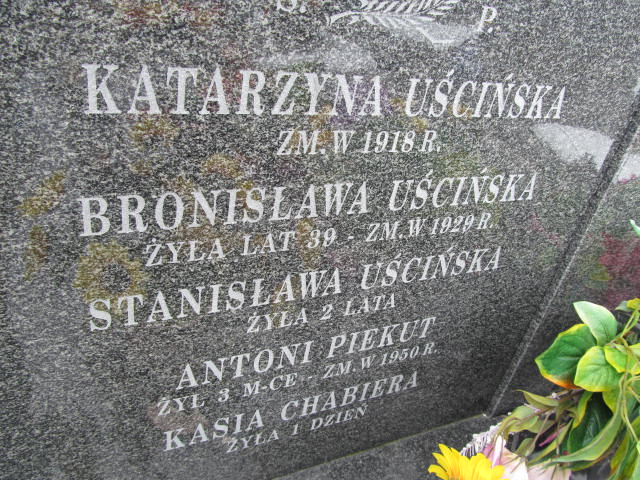 Ś. P.
KATARZYNA UŚCIŃSKA
ZM. W 1918 R.
BRONISŁAWA UŚCIŃSKA
ŻYŁA LAT 39 - ZM. W 1929 R.
STANISŁAWA UŚCIŃSKA
ŻYŁA 2 LATA
ANTONI PIEKUT
ŻYŁ 3 M-CE - ZM. W 1950 R.
KASIA CHABIERA
ŻYŁA 1 DZIEŃ